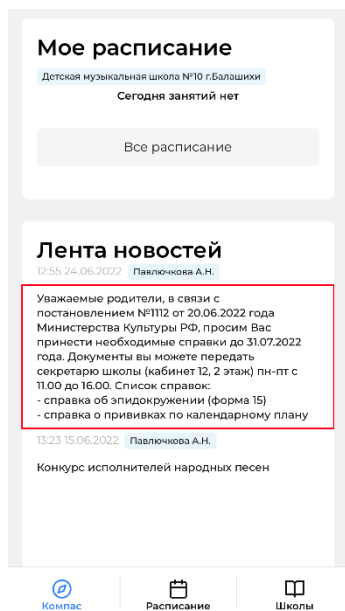 Мое расписание
Детская музыкальная школа №10 г.Балашихи
Сегодня занятий нет
Все расписание
Лента новостей
12:55 24.06.2022 Павлючкова А.Н.
Уважаемые родители, в связи с
постановлением №1112 от 20.06.2022 года
Министерства Культуры РФ, просим Вас
принести необходимые справки до 31.07.2022
года. Документы вы можете передать
секретарю школы (кабинет 12, 2 этаж) пн-пт с
11.00 до 16.00. Список справок:
- справка об эпидокружении (форма 15)
- справка о прививках по календарному плану
13:23 15.06.2022 Павлючкова А.Н.
Конкурс исполнителей народных песен
Компас Расписание Школы